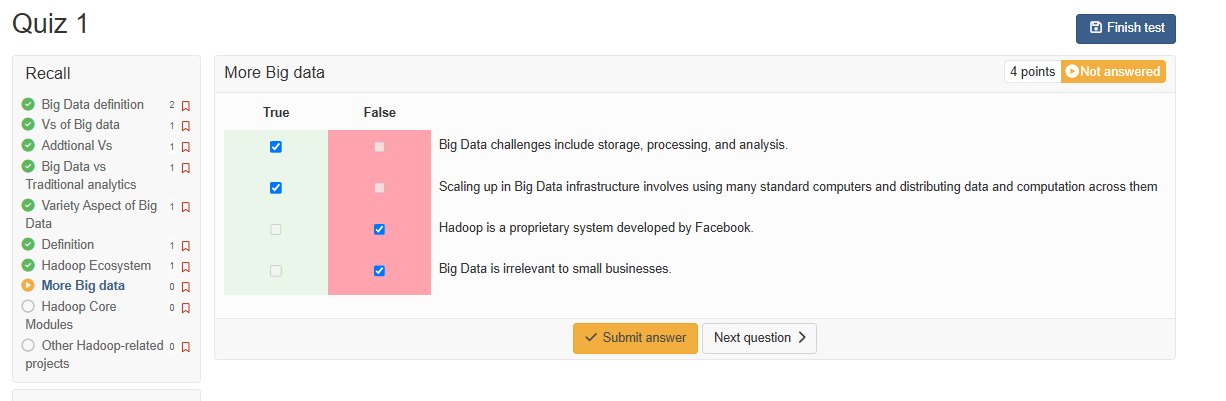 Quiz 1
Finish test
Recall
Big Data definition 2
Vs of Big data 1
Addtional Vs 1
Big Data vs 1
Traditional analytics
Variety Aspect of Big 1
Data
Definition 1
Hadoop Ecosystem 1
More Big data 0
Hadoop Core 0
Modules
Other Hadoop-related 0
projects
More Big data
4 points Not answered
True False
Big Data challenges include storage, processing, and analysis.
Scaling up in Big Data infrastructure involves using many standard computers and distributing data and computation across them
Hadoop is a proprietary system developed by Facebook.
Big Data is irrelevant to small businesses.
Submit answer Next question